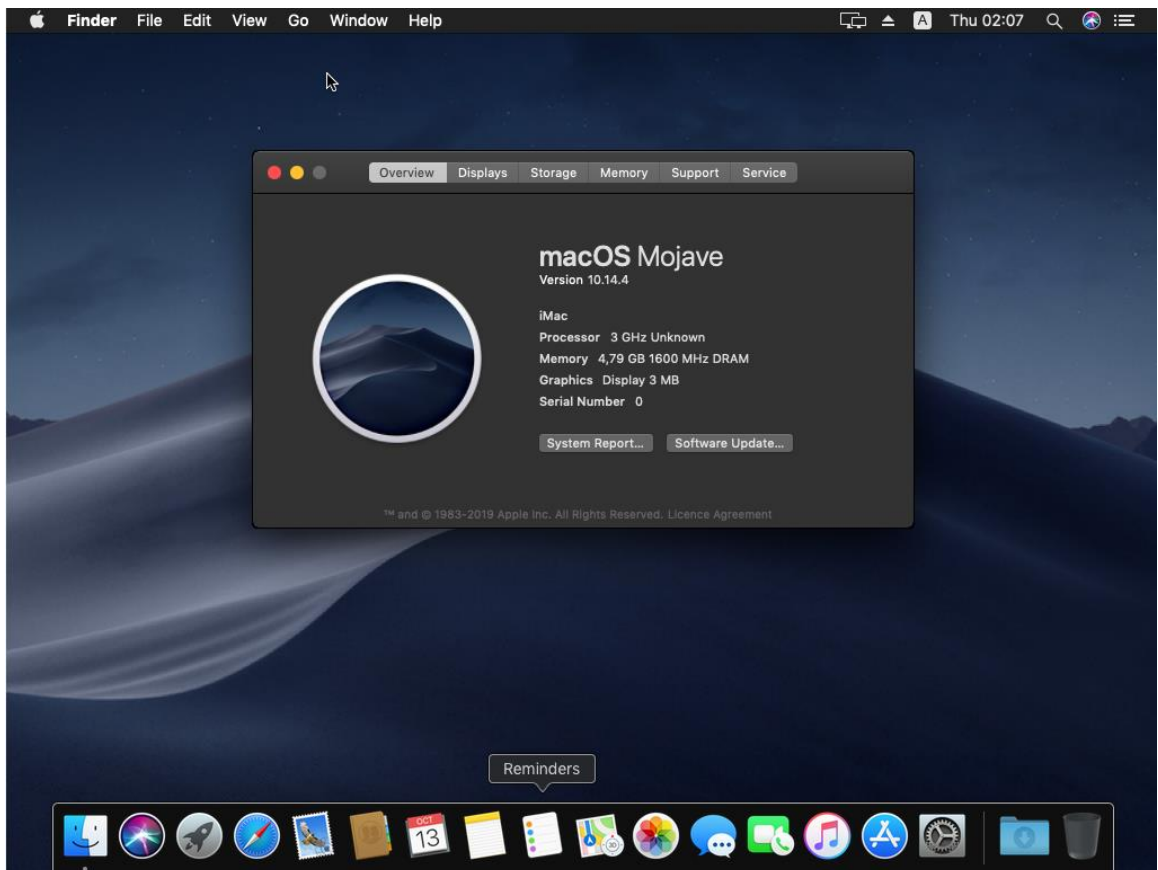 Finder File Edit View Go Window Help A Thu 02:07
Overview Displays Storage Memory Support Service
macOS Mojave
Version 10.14.4
iMac
Processor 3 GHz Unknown
Memory 4,79 GB 1600 MHz DRAM
Graphics Display 3 MB
Serial Number 0
System Report... Software Update...
™ and © 1983-2019 Apple Inc. All Rights Reserved. Licence Agreement
Reminders
OCT
13